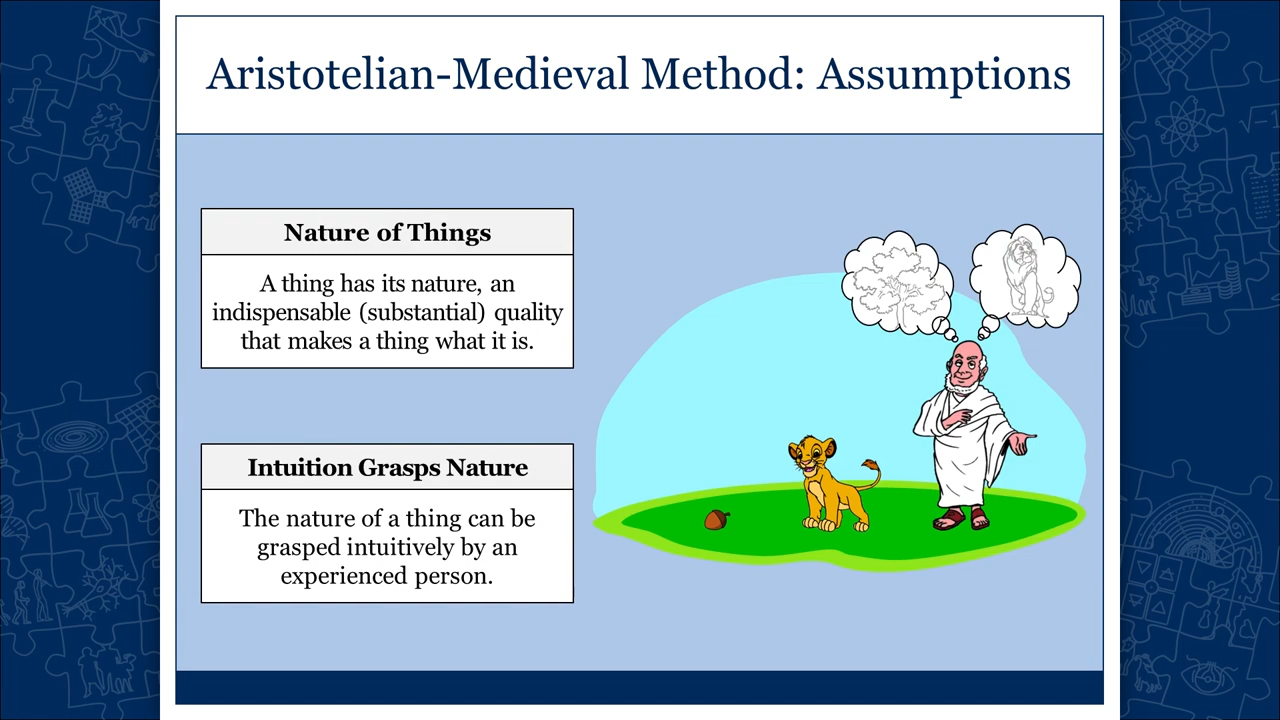 Aristotelian-Medieval Method: Assumptions
Nature of Things
A thing has its nature, an
indispensable (substantial) quality
that makes a thing what it is.
Intuition Grasps Nature
The nature of a thing can be
grasped intuitively by an
experienced person.